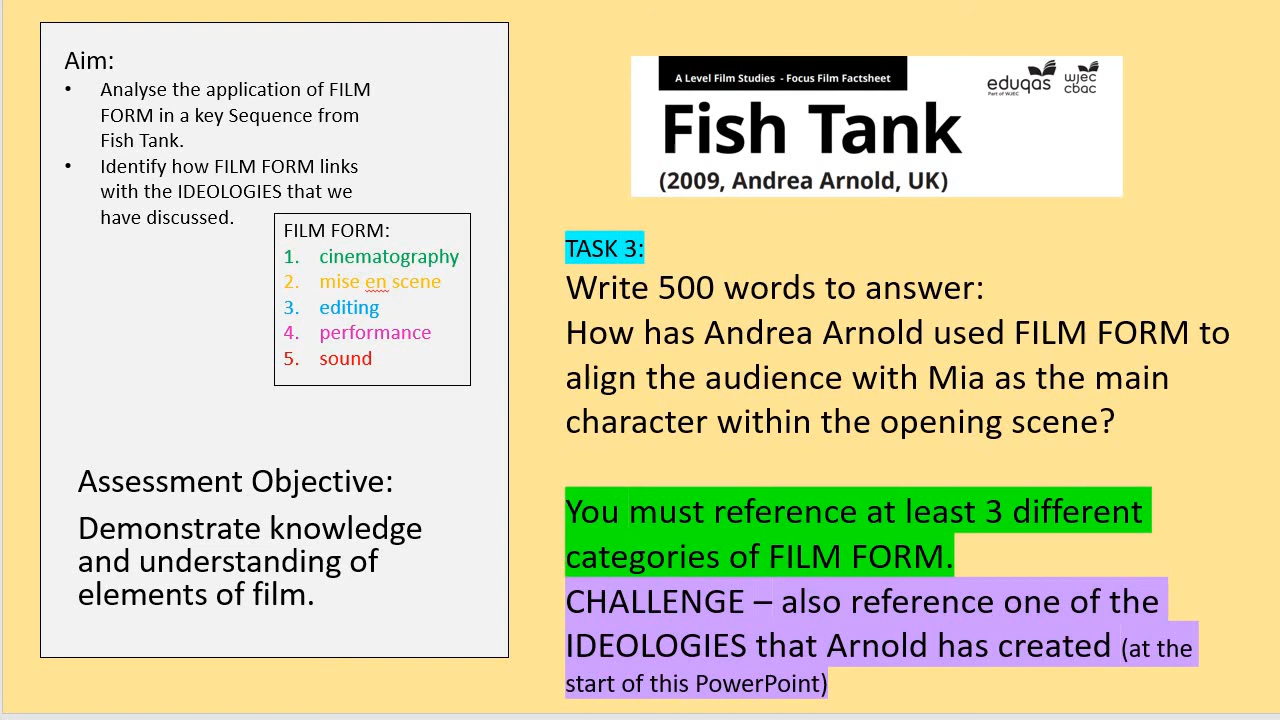 Aim:
• Analyse the application of FILM
FORM in a key Sequence from
Fish Tank.
• Identify how FILM FORM links
with the IDEOLOGIES that we
have discussed.
FILM FORM:
1. cinematography
2. mise en scene
3. editing
4. performance
5. sound
Assessment Objective:
Demonstrate knowledge
and understanding of
elements of film.
A Level Film Studies - Focus Film Factsheet
eduqas
Part of WJEC
wjec
cbac
Fish Tank
(2009, Andrea Arnold, UK)
TASK 3:
Write 500 words to answer:
How has Andrea Arnold used FILM FORM to
align the audience with Mia as the main
character within the opening scene?
You must reference at least 3 different
categories of FILM FORM.
CHALLENGE – also reference one of the
IDEOLOGIES that Arnold has created (at the
start of this PowerPoint)